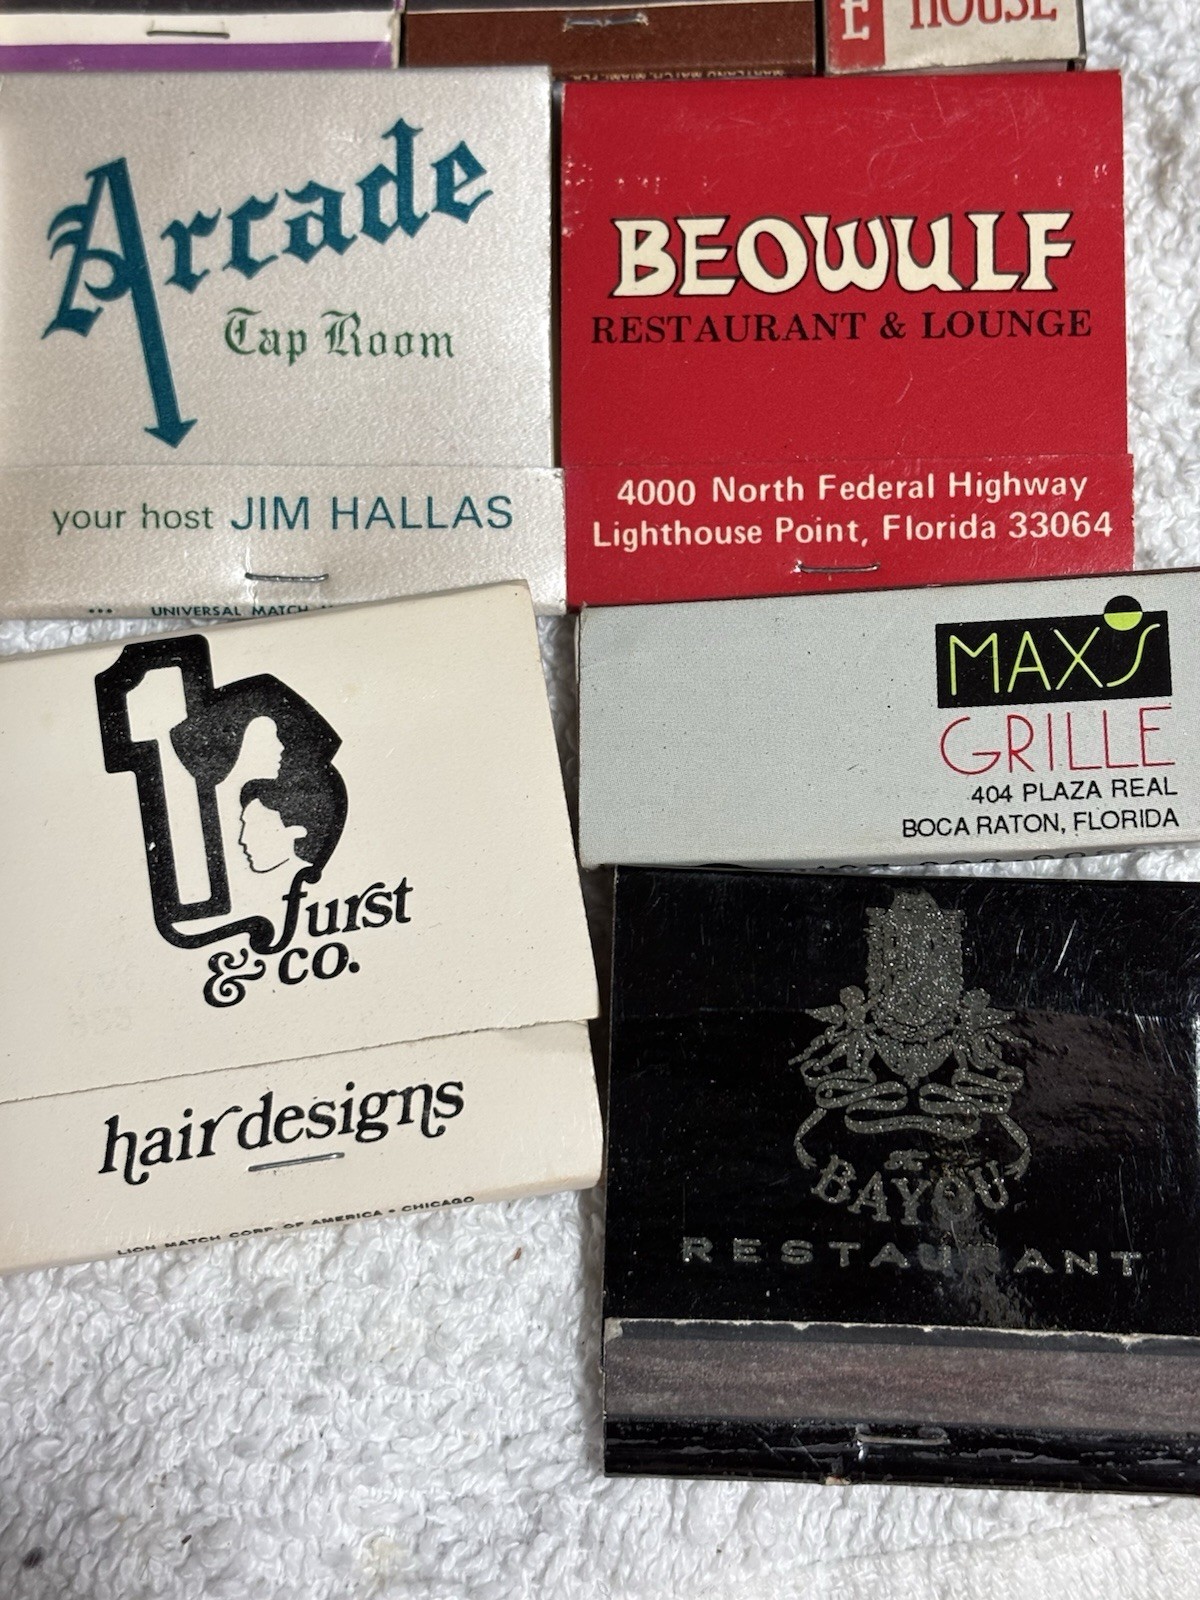 E HOUSE
Arcade
Tap Room
your host JIM HALLAS
UNIVERSAL MATCH
BEOWULF
RESTAURANT & LOUNGE
4000 North Federal Highway
Lighthouse Point, Florida 33064
furst
& co.
hairdesigns
LION MATCH CORP. OF AMERICA • CHICAGO
MAX'S
GRILLE
404 PLAZA REAL
BOCA RATON, FLORIDA
BAYOU
RESTAURANT